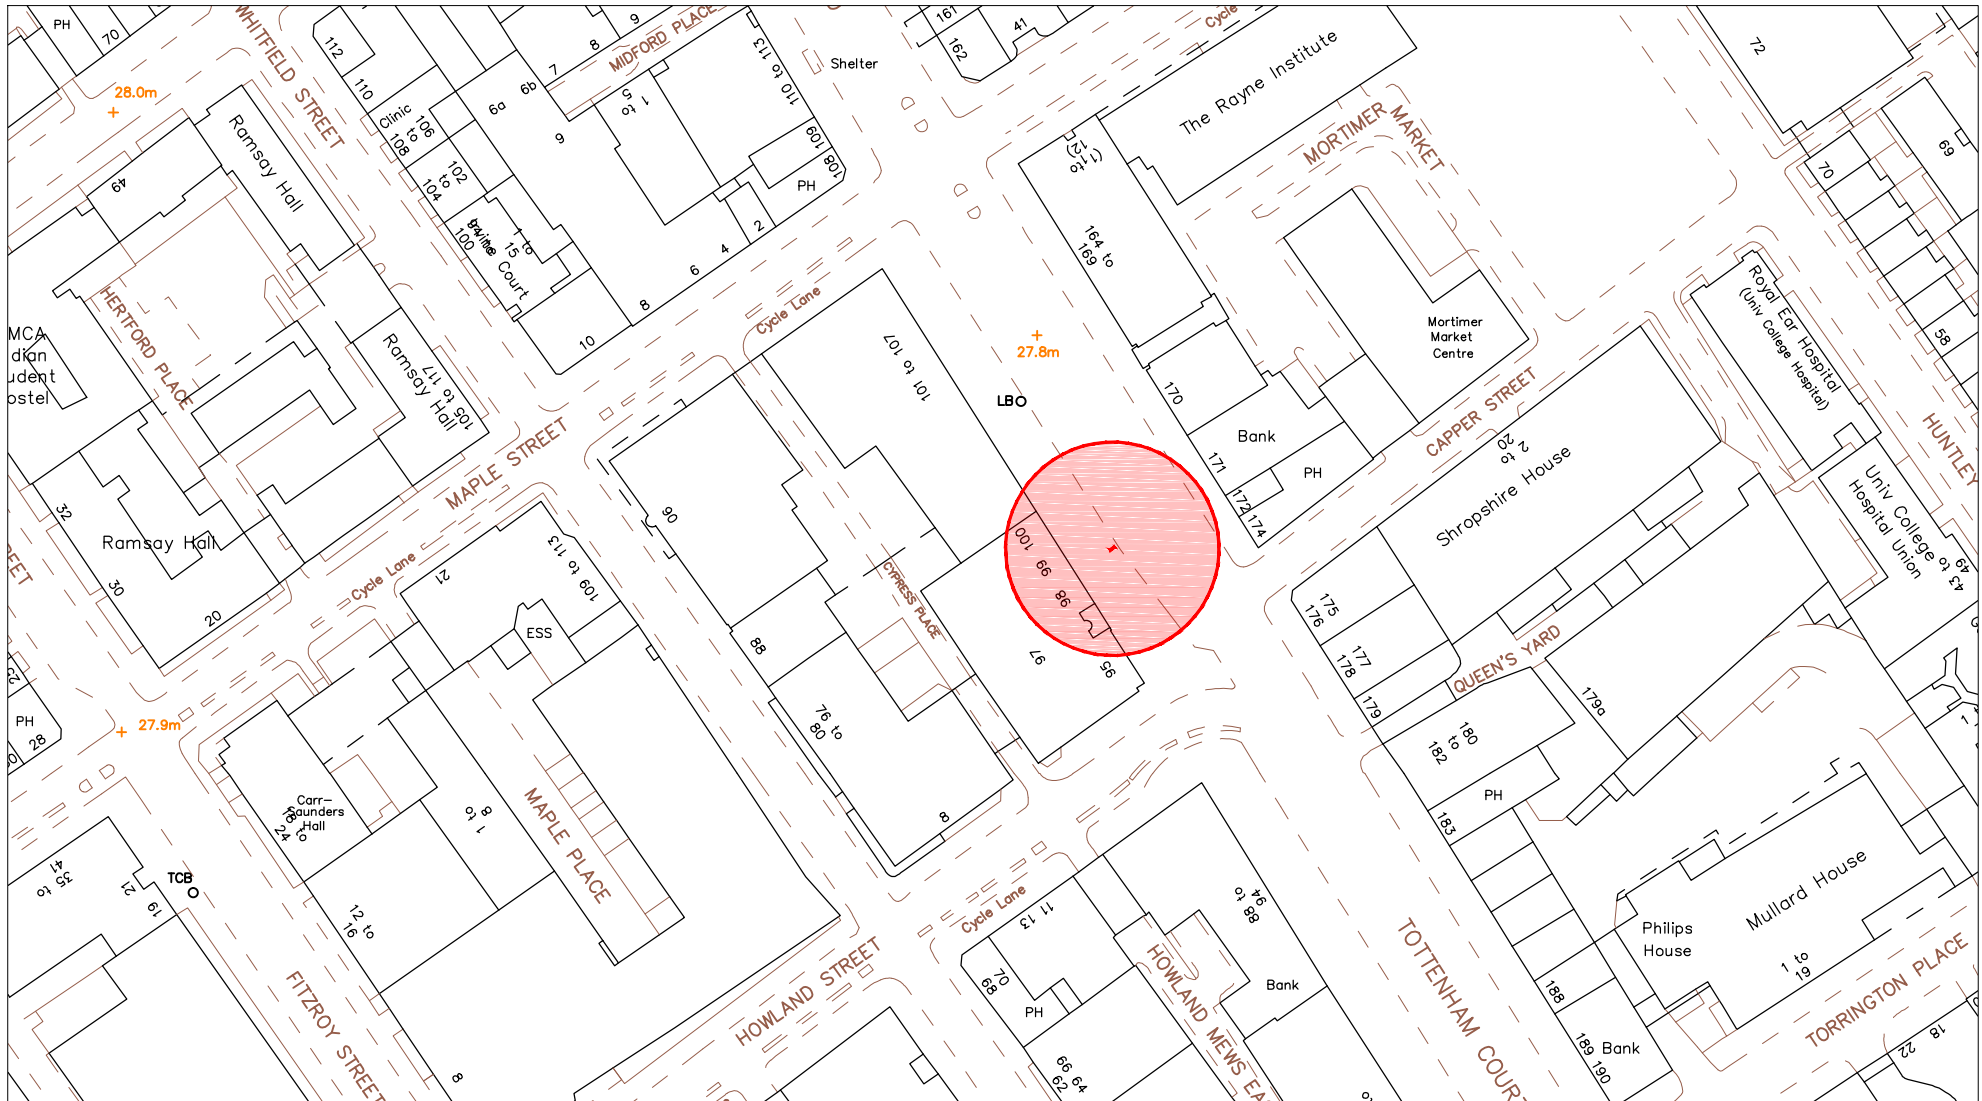 PH
70
WHITFIELD STREET
112
110
Clinic
106
to
108
102
to
104
9
8
7
MIDFORD PLACE
6b
6a
9
1
to
5
113
110 to 113
109
108
PH
Shelter
161
162
41
Cycle
The Rayne Institute
MORTIMER MARKET
72
69
70
58
28.0m
49
Ramsay Hall
HERTFORD PLACE
MCA
dian
udent
ostel
100
1 to
15
Court
2
4
6
8
10
Cycle Lane
(1
to
12)
164 to
169
27.8m
LB
101 to 107
170
Bank
171
PH
172
174
Mortimer
Market
Centre
CAPPER STREET
2
20 to
Shropshire House
Royal Ear Hospital
(Univ College Hospital)
HUNTLEY
Univ College
Hospital Union
43
to
49
Ramsay Hall
105 to 117
MAPLE STREET
32
30
Ramsay Hall
20
Cycle Lane
21
109 to 113
ESS
90
88
CYPRESS PLACE
100
99
98
97
95
175
176
177
178
179
QUEEN'S YARD
179a
180
to
182
PH
183
REET
25
PH
28
27.9m
76 to
80
8
Carr-
Saunders
Hall
24
1 to
8
MAPLE PLACE
12 to
16
TCB
35 to
41
21
19
FITZROY STREET
8
HOWLAND STREET
Cycle Lane
11 13
70
68
PH
66 64
62
88 to
94
Bank
HOWLAND MEWS EA
TOTTENHAM COUR
Philips
House
Mullard House
1 to
19
188
189 190
Bank
TORRINGTON PLACE
18
22